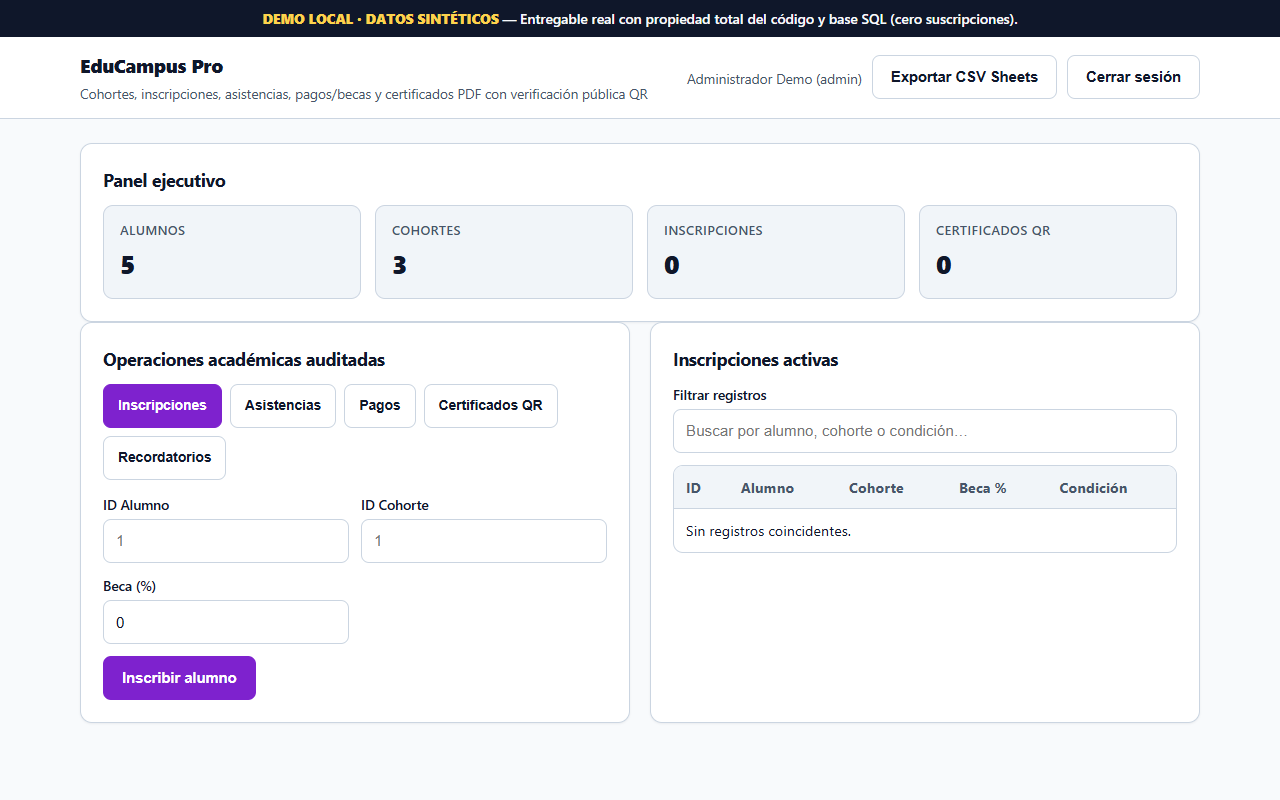 DEMO LOCAL · DATOS SINTÉTICOS — Entregable real con propiedad total del código y base SQL (cero suscripciones).
EduCampus Pro
Cohortes, inscripciones, asistencias, pagos/becas y certificados PDF con verificación pública QR
Administrador Demo (admin)
Exportar CSV Sheets
Cerrar sesión
Panel ejecutivo
ALUMNOS
5
COHORTES
3
INSCRIPCIONES
0
CERTIFICADOS QR
0
Operaciones académicas auditadas
Inscripciones
Asistencias
Pagos
Certificados QR
Recordatorios
ID Alumno
1
ID Cohorte
1
Beca (%)
0
Inscribir alumno
Inscripciones activas
Filtrar registros
Buscar por alumno, cohorte o condición…
ID Alumno Cohorte Beca % Condición
Sin registros coincidentes.